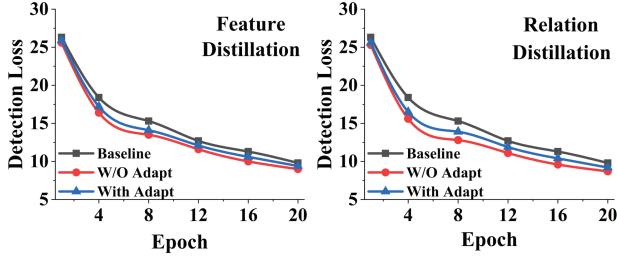 Feature
Distillation
Detection Loss
30
25
20
15
10
5
Baseline
W/O Adapt
With Adapt
4 8 12 16 20
Epoch
Relation
Distillation
Detection Loss
30
25
20
15
10
5
Baseline
W/O Adapt
With Adapt
4 8 12 16 20
Epoch